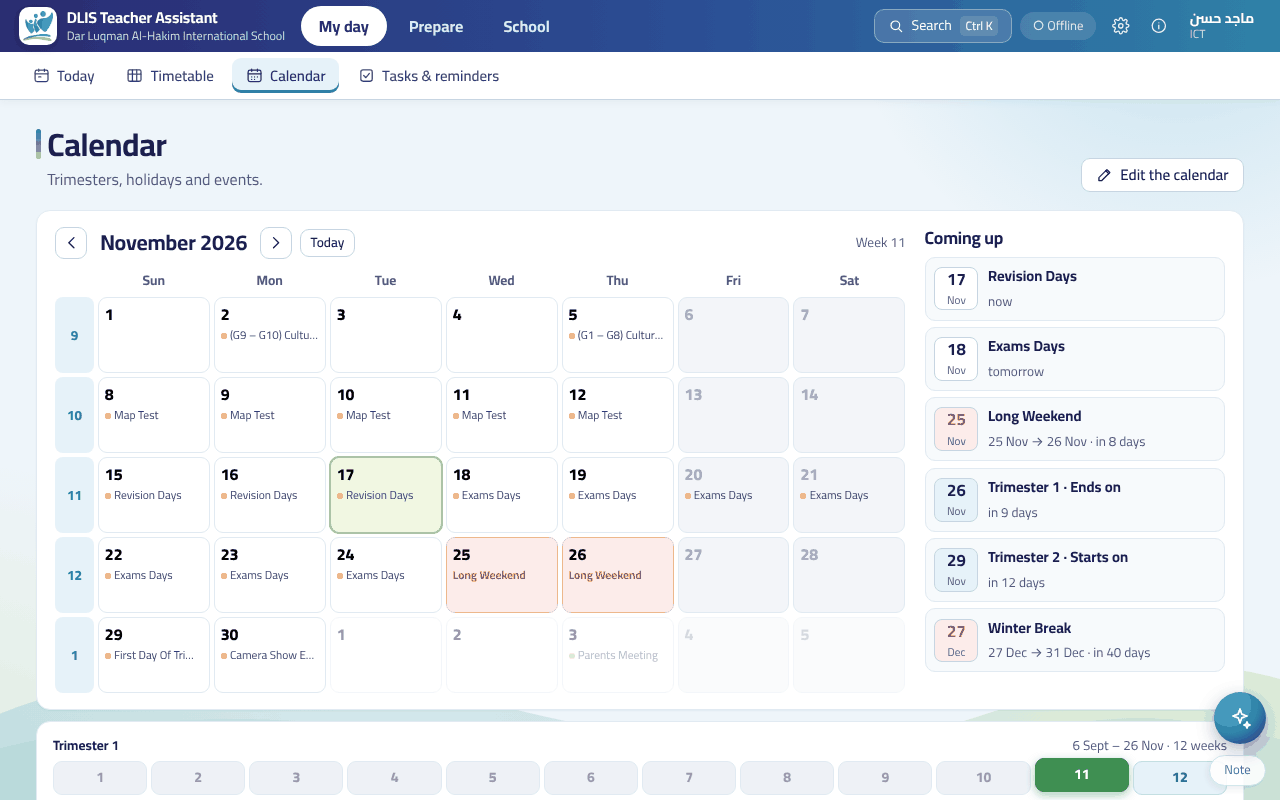 DLIS Teacher Assistant
Dar Luqman Al-Hakim International School
My day
Prepare
School
Search
Ctrl K
Offline
ماجد حسن
ICT
Today
Timetable
Calendar
Tasks & reminders
Calendar
Trimesters, holidays and events.
Edit the calendar
November 2026
Today
Week 11
Sun Mon Tue Wed Thu Fri Sat
9
1
2
(G9 – G10) Cultu...
3
4
5
(G1 – G8) Cultur...
6
7
10
8
Map Test
9
Map Test
10
Map Test
11
Map Test
12
Map Test
13
14
11
15
Revision Days
16
Revision Days
17
Revision Days
18
Exams Days
19
Exams Days
20
Exams Days
21
Exams Days
12
22
Exams Days
23
Exams Days
24
Exams Days
25
Long Weekend
26
Long Weekend
27
28
1
29
First Day Of Tri...
30
Camera Show E...
1
2
3
Parents Meeting
4
5
Coming up
17 Nov
Revision Days
now
18 Nov
Exams Days
tomorrow
25 Nov
Long Weekend
25 Nov → 26 Nov · in 8 days
26 Nov
Trimester 1 · Ends on
in 9 days
29 Nov
Trimester 2 · Starts on
in 12 days
27 Dec
Winter Break
27 Dec → 31 Dec · in 40 days
Trimester 1
6 Sept – 26 Nov · 12 weeks
1 2 3 4 5 6 7 8 9 10 11 12
Note